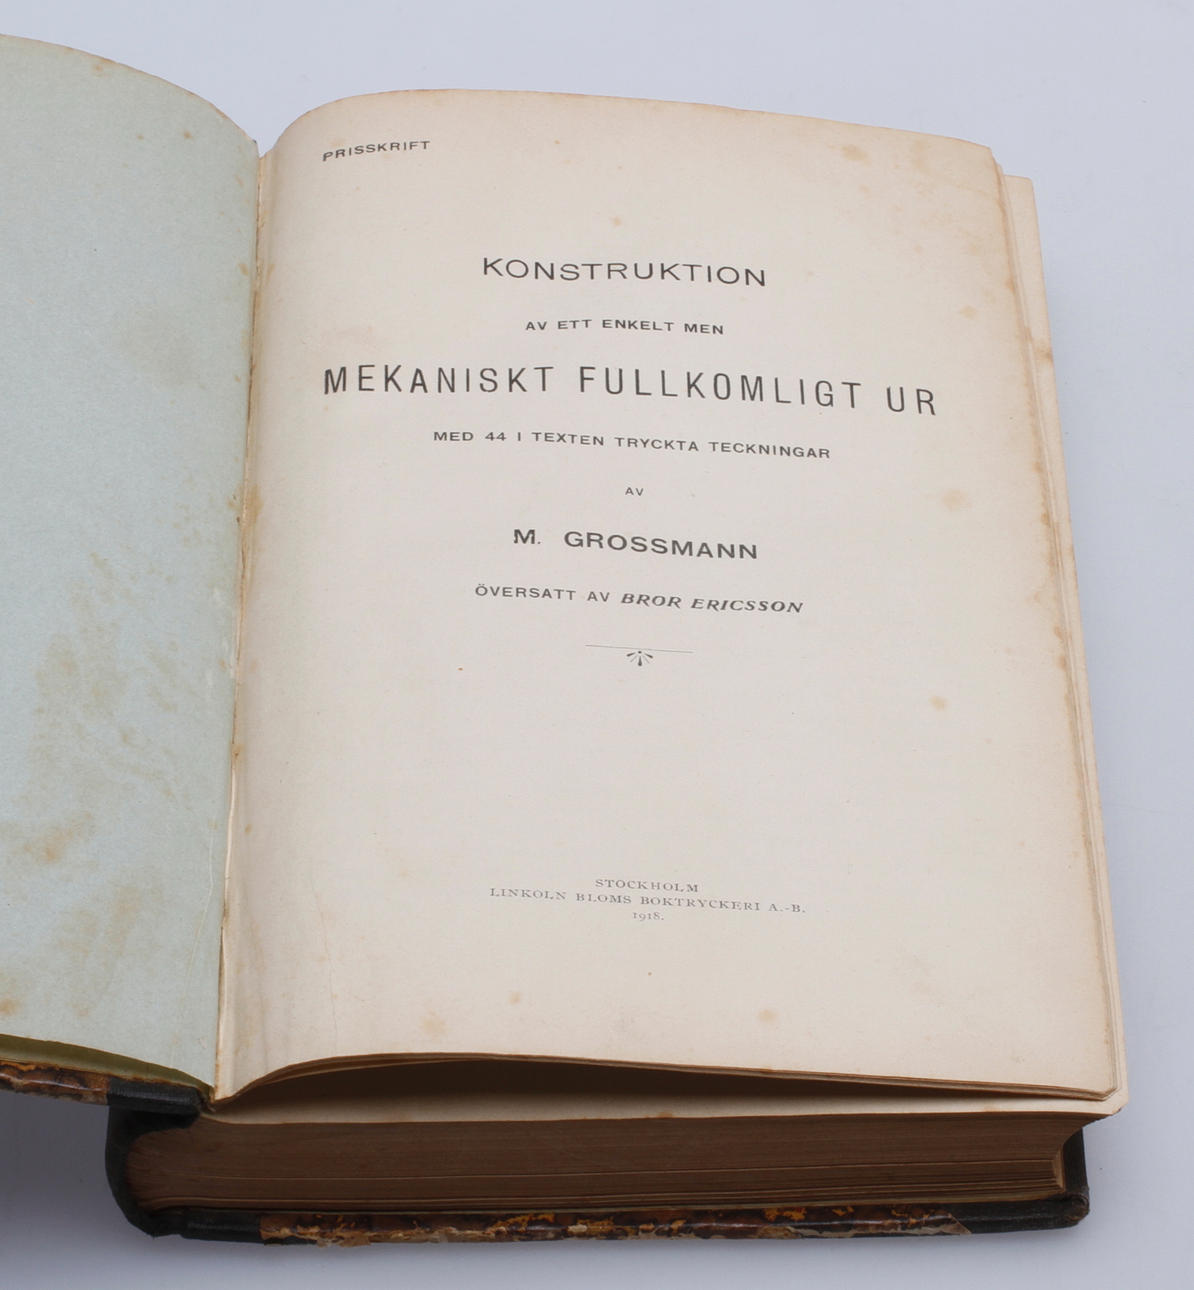 PRISSKRIFT
KONSTRUKTION
AV ETT ENKELT MEN
MEKANISKT FULLKOMLIGT UR
MED 44 I TEXTEN TRYCKTA TECKNINGAR
AV
M. GROSSMANN
ÖVERSATT AV BROR ERICSSON
STOCKHOLM
LINKOLN BLOMS BOKTRYCKERI A.-B.
1918.